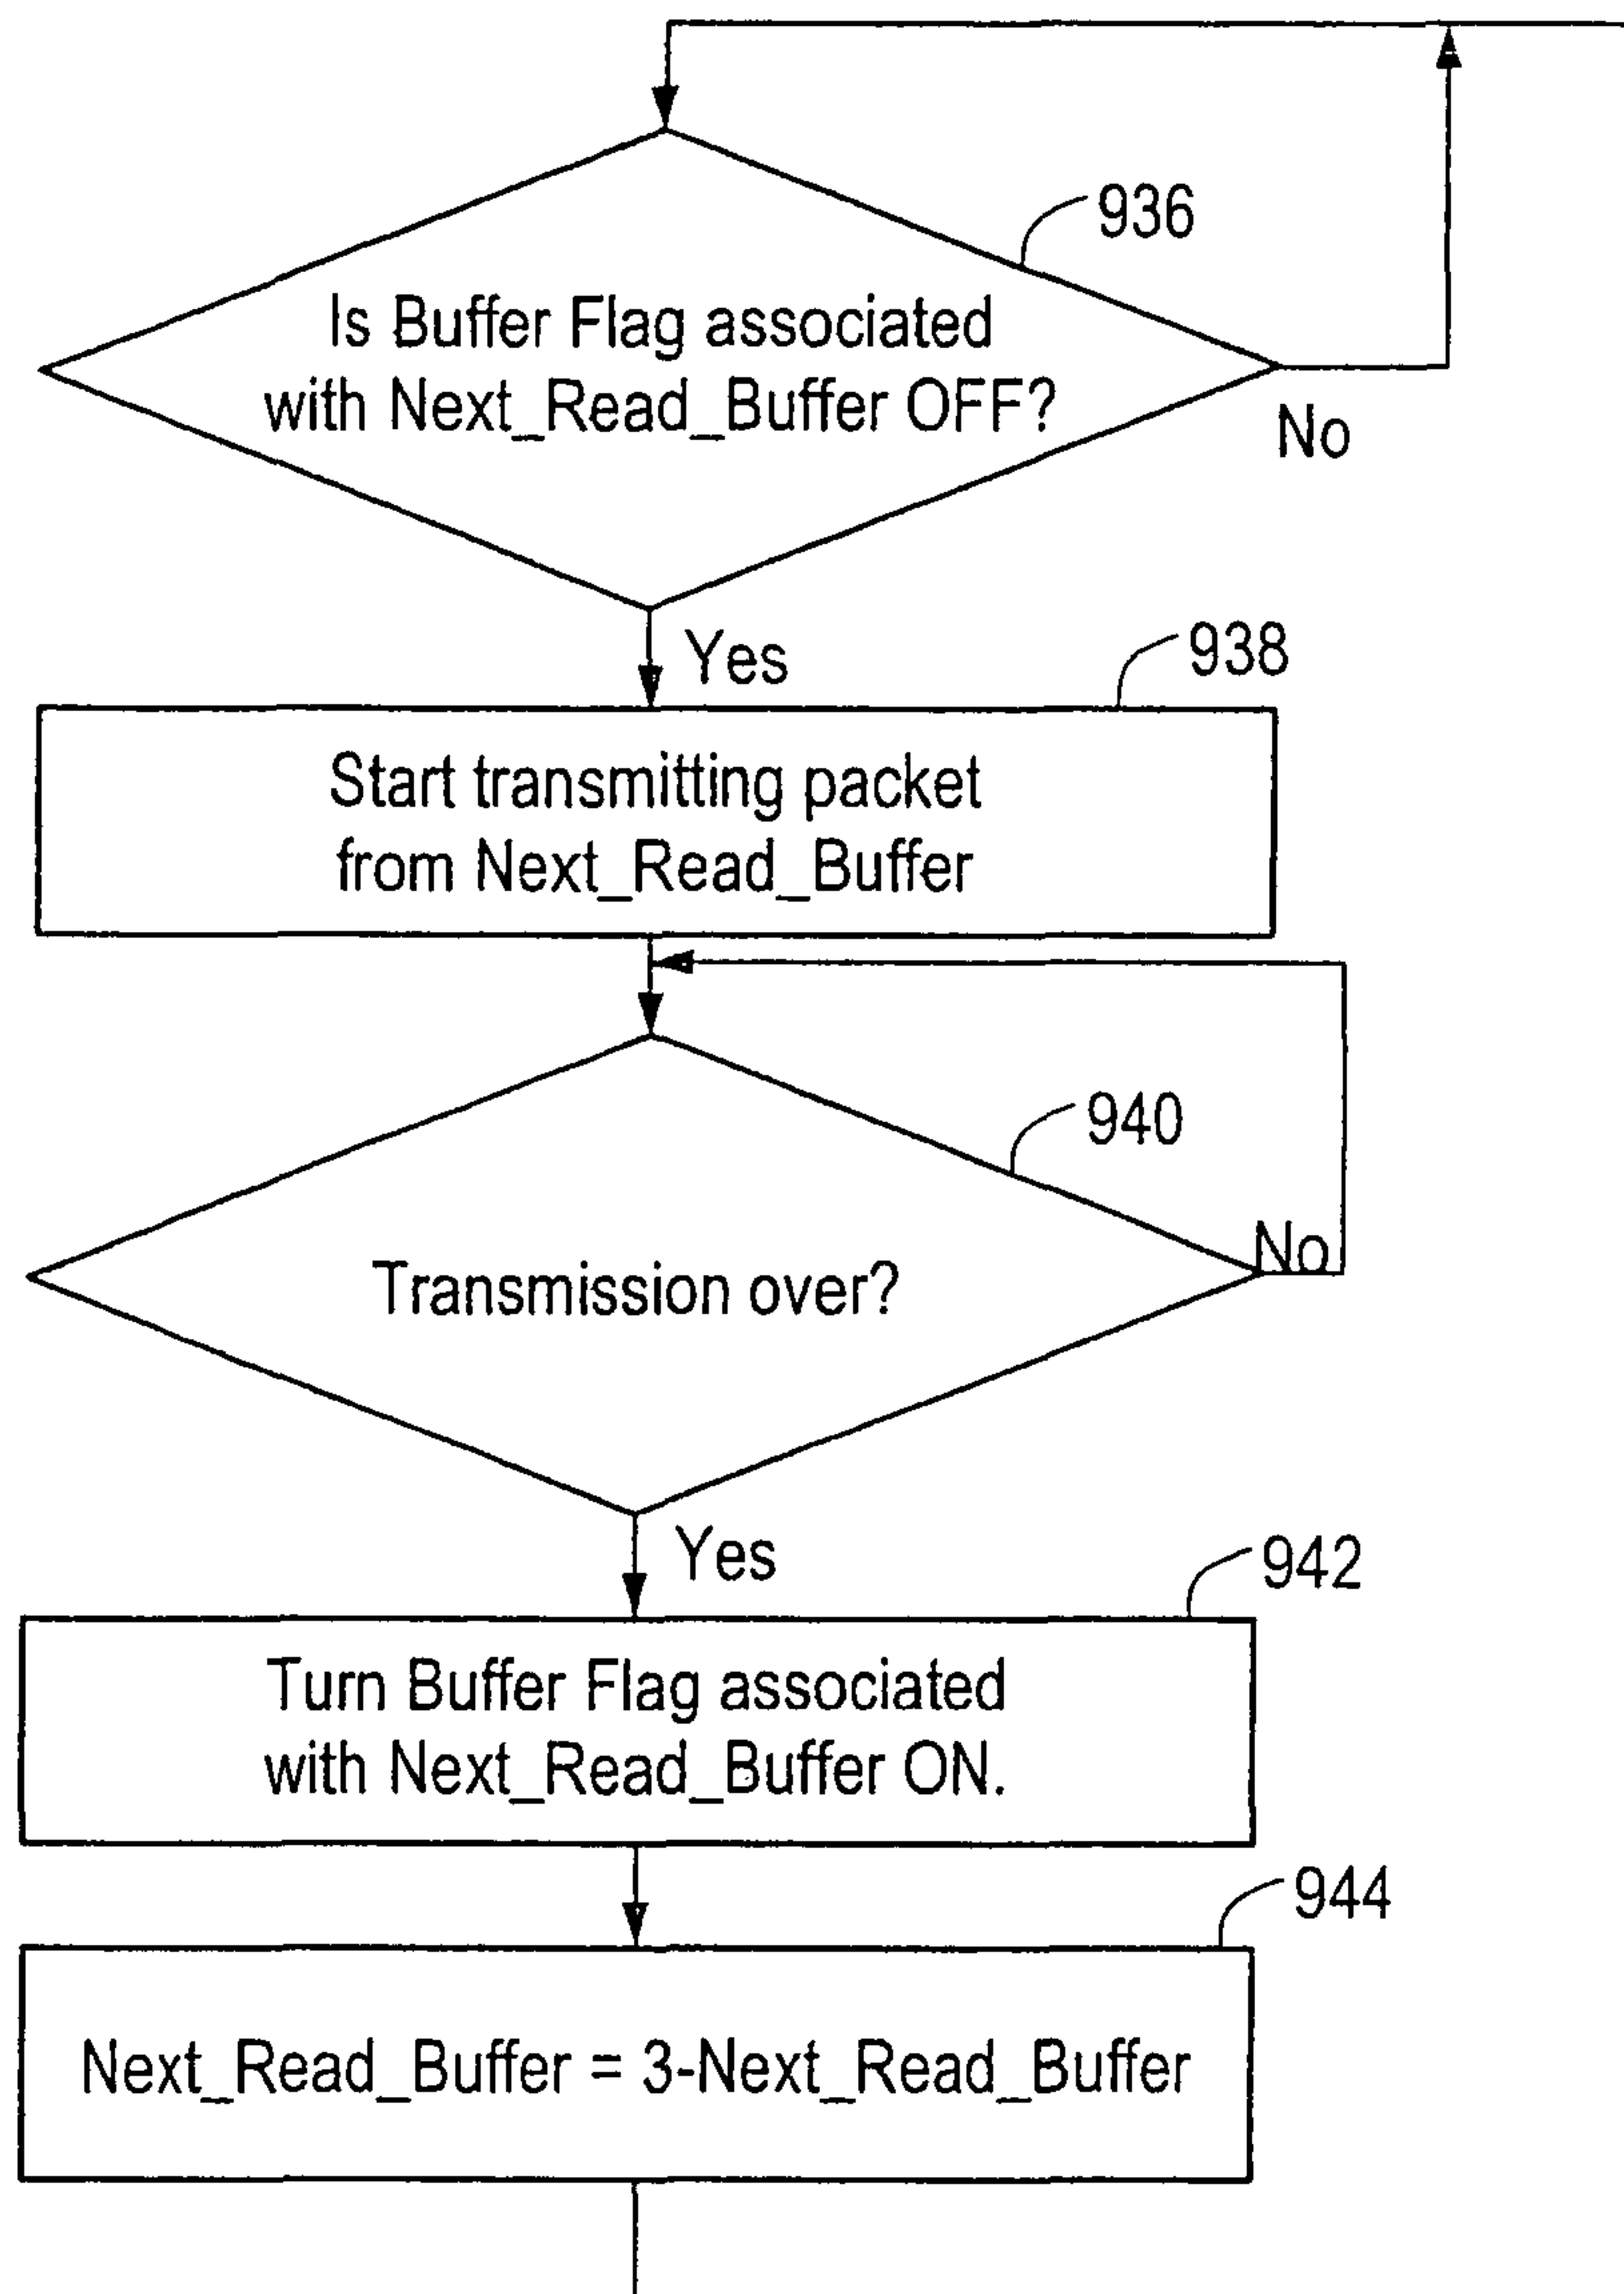 936
Is Buffer Flag associated
with Next_Read_Buffer OFF?
No
Yes
938
Start transmitting packet
from Next_Read_Buffer
940
No
Transmission over?
Yes
942
Turn Buffer Flag associated
with Next_Read_Buffer ON.
944
Next_Read_Buffer = 3-Next_Read_Buffer